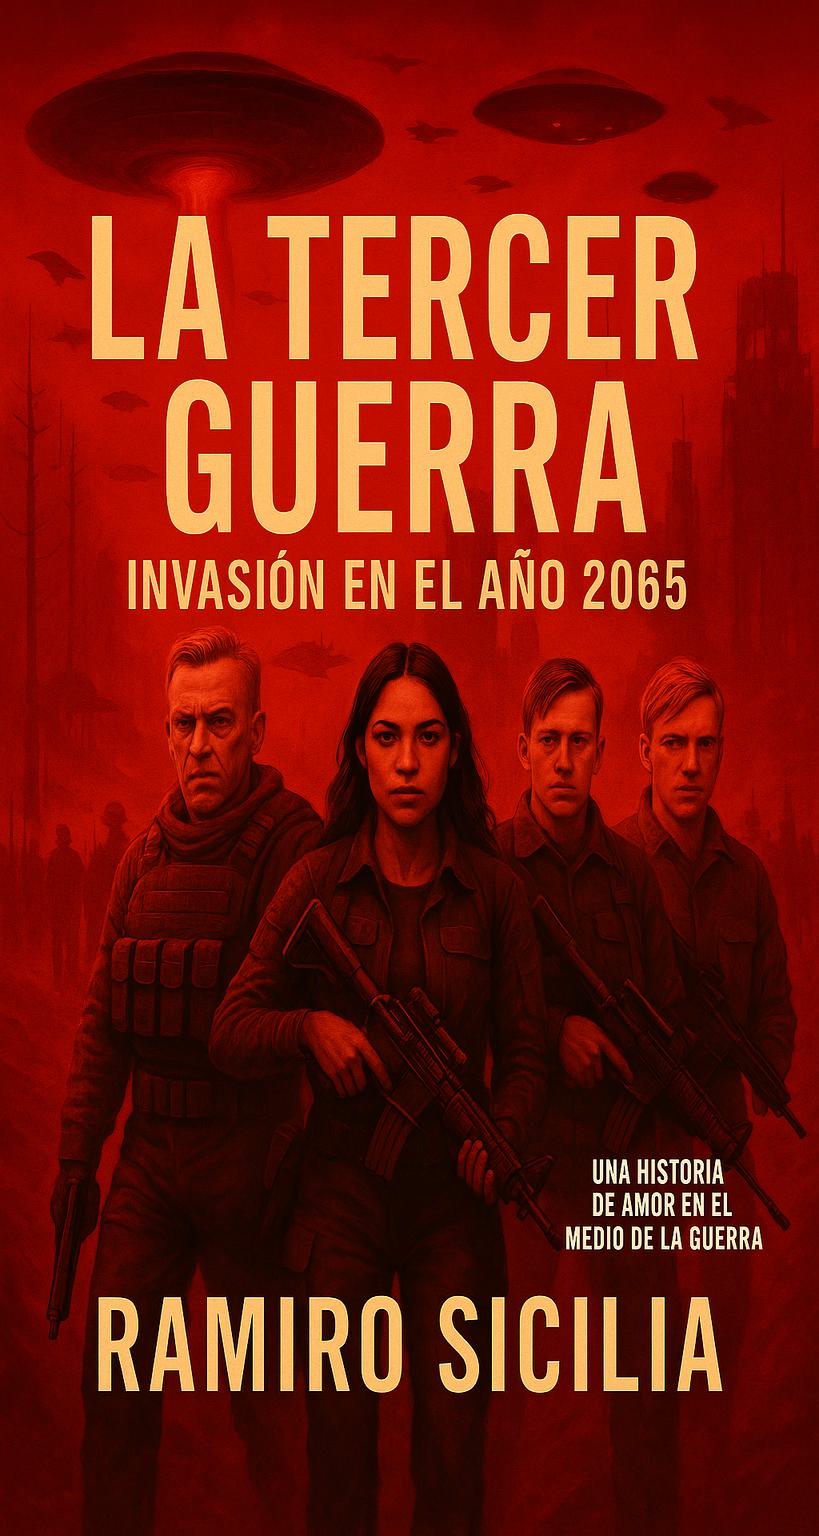 LA TERCER
GUERRA
INVASIÓN EN EL AÑO 2065
UNA HISTORIA
DE AMOR EN EL
MEDIO DE LA GUERRA
RAMIRO SICILIA